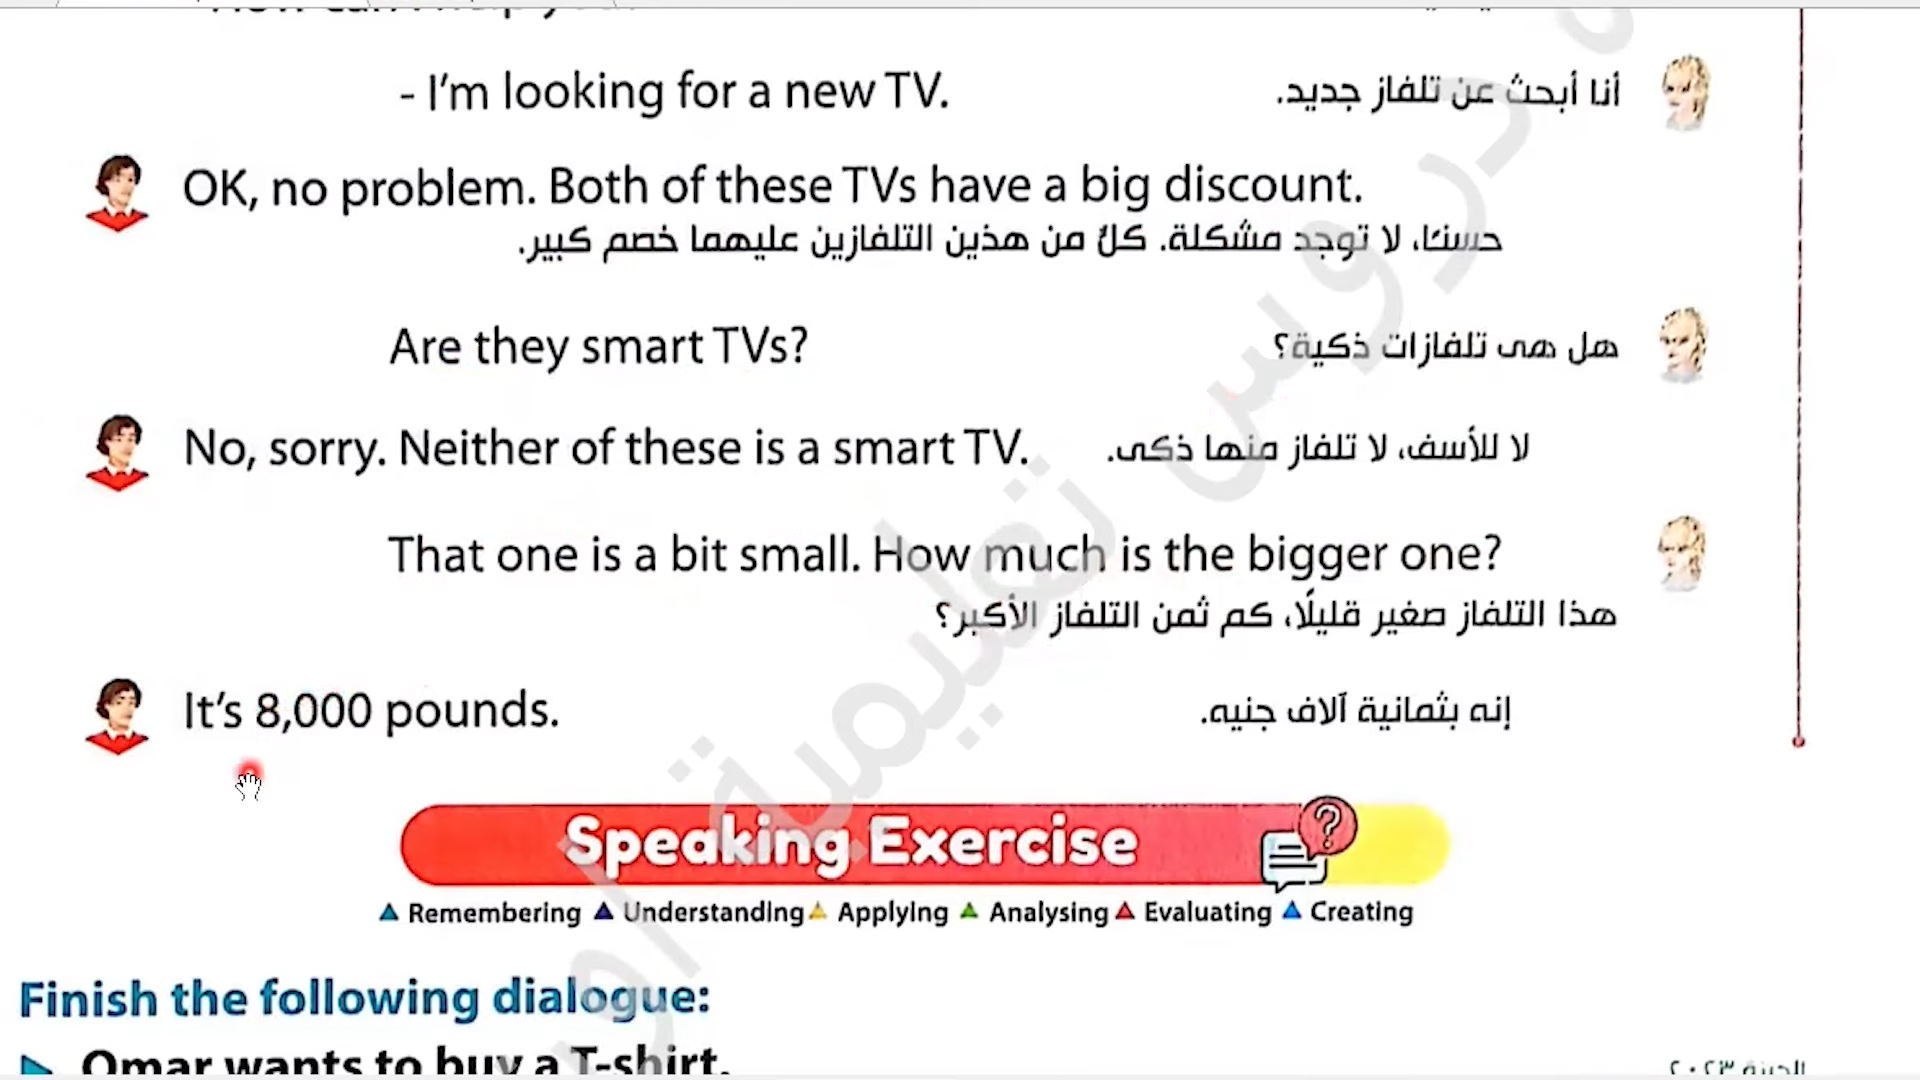 - I'm looking for a new TV. أنا أبحث عن تلفاز جديد.
OK, no problem. Both of these TVs have a big discount.
حسنًا، لا توجد مشكلة. كلٌ من هذين التلفازين عليهما خصم كبير.
Are they smart TVs? هل هى تلفازات ذكية؟
No, sorry. Neither of these is a smart TV. لا للأسف، لا تلفاز منها ذكى.
That one is a bit small. How much is the bigger one?
هذا التلفاز صغير قليلًا، كم ثمن التلفاز الأكبر؟
It's 8,000 pounds. إنه بثمانية آلاف جنيه.
Speaking Exercise
Remembering Understanding Applying Analysing Evaluating Creating
Finish the following dialogue:
Omar wants to buy a T-shirt.
دروس تعليمية